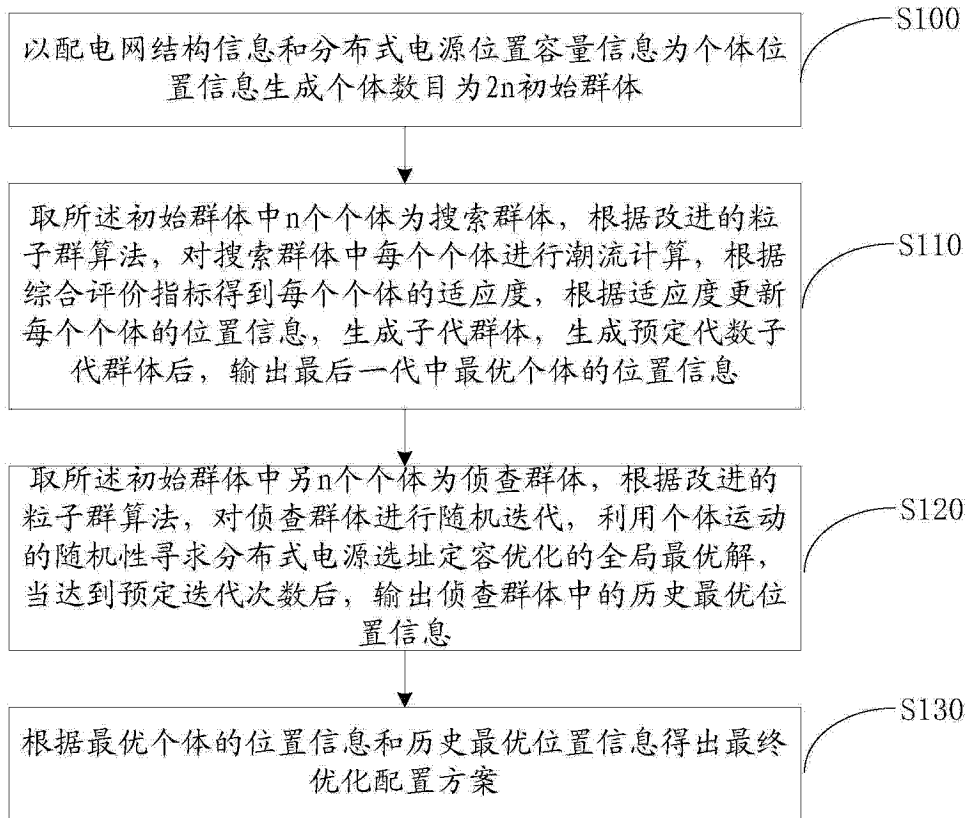 S100
以配电网结构信息和分布式电源位置容量信息为个体位
置信息生成个体数目为2n初始群体
S110
取所述初始群体中n个个体为搜索群体，根据改进的粒
子群算法，对搜索群体中每个个体进行潮流计算，根据
综合评价指标得到每个个体的适应度，根据适应度更新
每个个体的位置信息，生成子代群体，生成预定代数子
代群体后，输出最后一代中最优个体的位置信息
S120
取所述初始群体中另n个个体为侦查群体，根据改进的
粒子群算法，对侦查群体进行随机迭代，利用个体运动
的随机性寻求分布式电源选址定容优化的全局最优解，
当达到预定迭代次数后，输出侦查群体中的历史最优位
置信息
S130
根据最优个体的位置信息和历史最优位置信息得出最终
优化配置方案